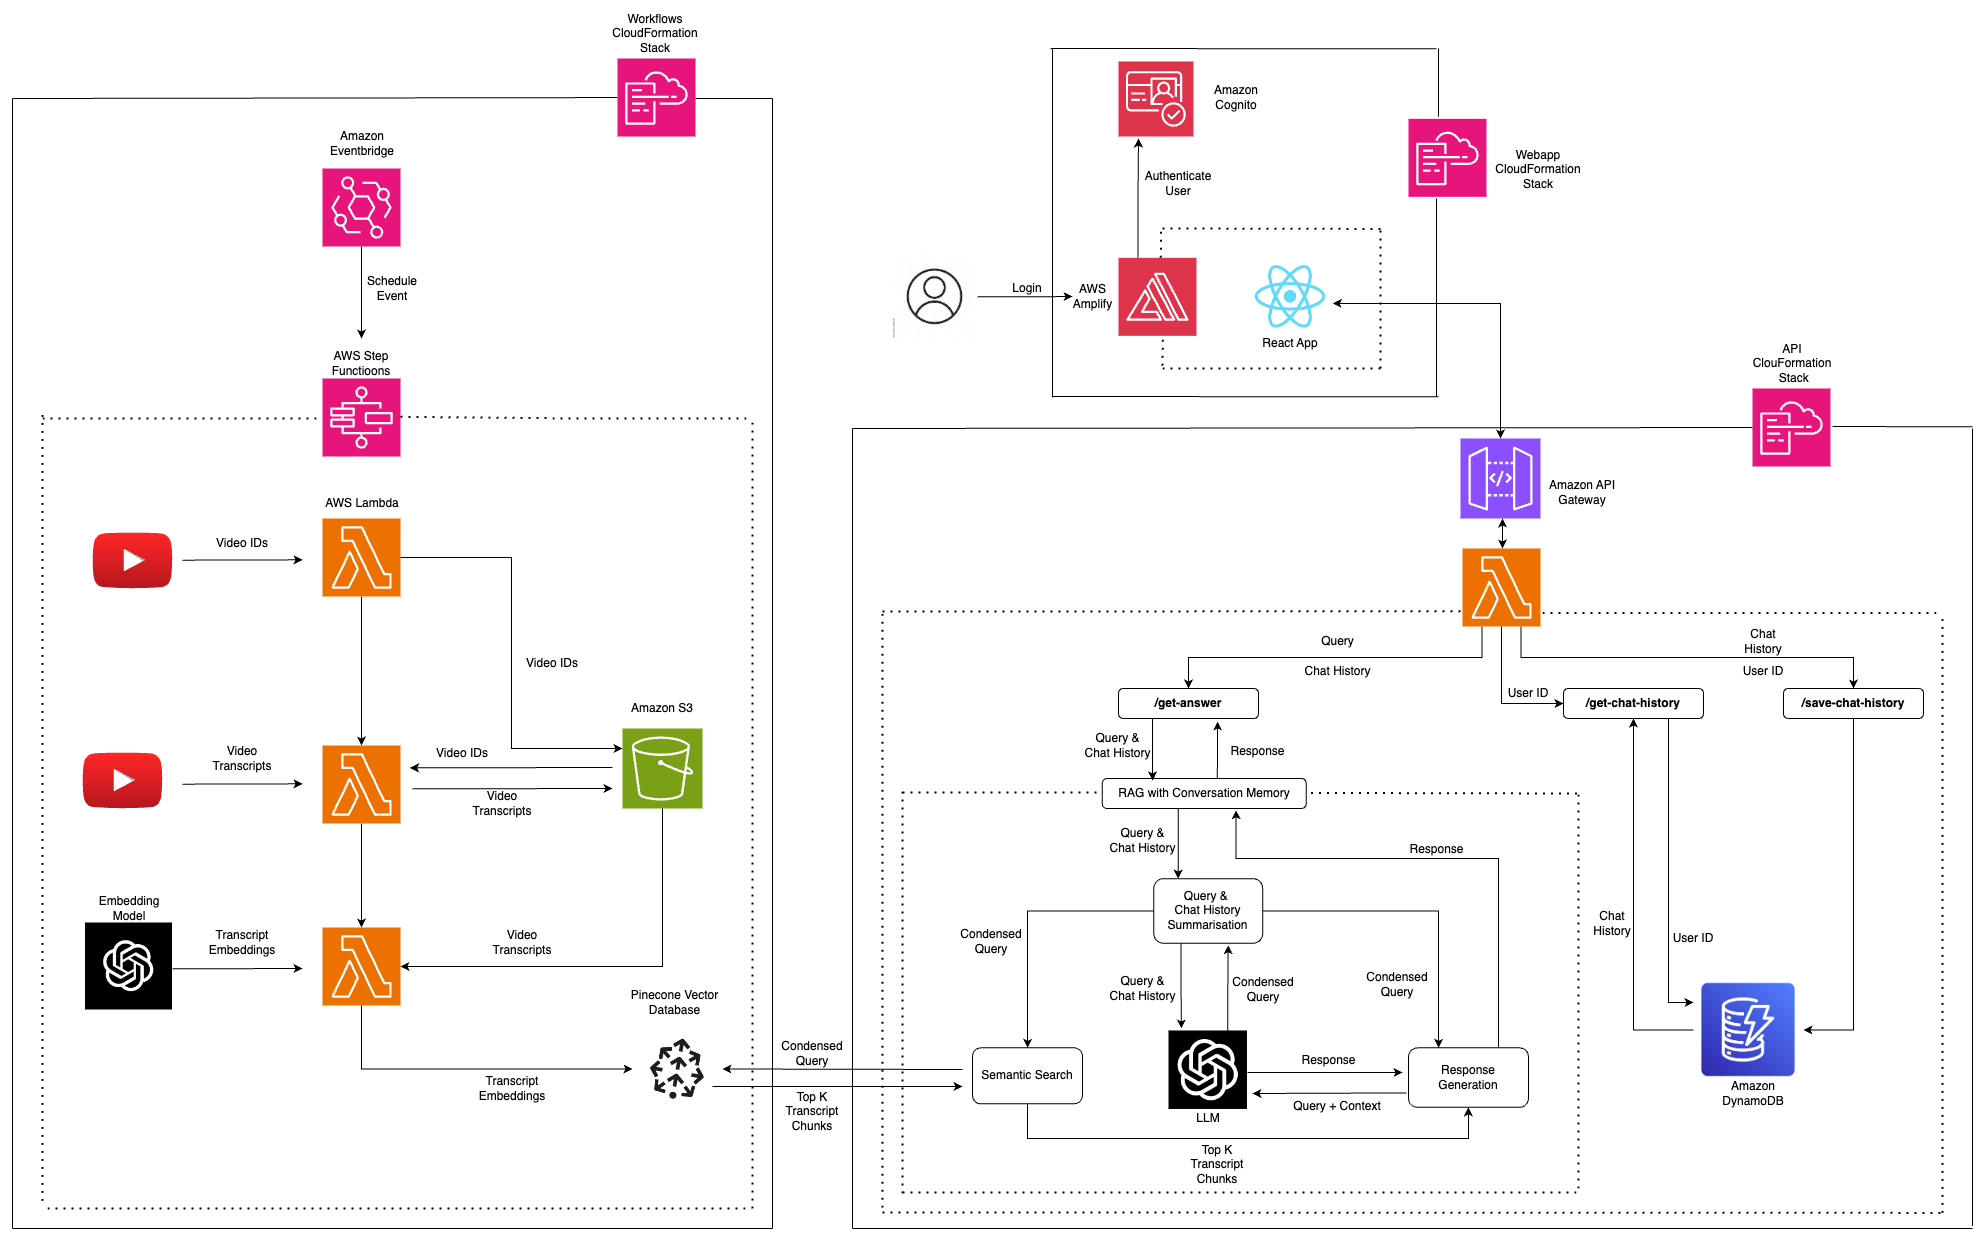 Workflows
CloudFormation
Stack
Amazon
Eventbridge
Schedule
Event
AWS Step
Functioons
AWS Lambda
Video IDs
Video IDs
Amazon S3
Video
Transcripts
Video IDs
Video
Transcripts
Embedding
Model
Transcript
Embeddings
Video
Transcripts
Pinecone Vector
Database
Transcript
Embeddings
Condensed
Query
Top K
Transcript
Chunks
Amazon
Cognito
Authenticate
User
Webapp
CloudFormation
Stack
Login
AWS
Amplify
React App
API
ClouFormation
Stack
Amazon API
Gateway
Query
Chat History
Chat
History
User ID
User ID
/get-answer
/get-chat-history
/save-chat-history
Query &
Chat History
Response
RAG with Conversation Memory
Query &
Chat History
Response
Query &
Chat History
Summarisation
Condensed
Query
Query &
Chat History
Condensed
Query
Condensed
Query
Chat
History
User ID
Semantic Search
LLM
Response
Query + Context
Response
Generation
Top K
Transcript
Chunks
Amazon
DynamoDB